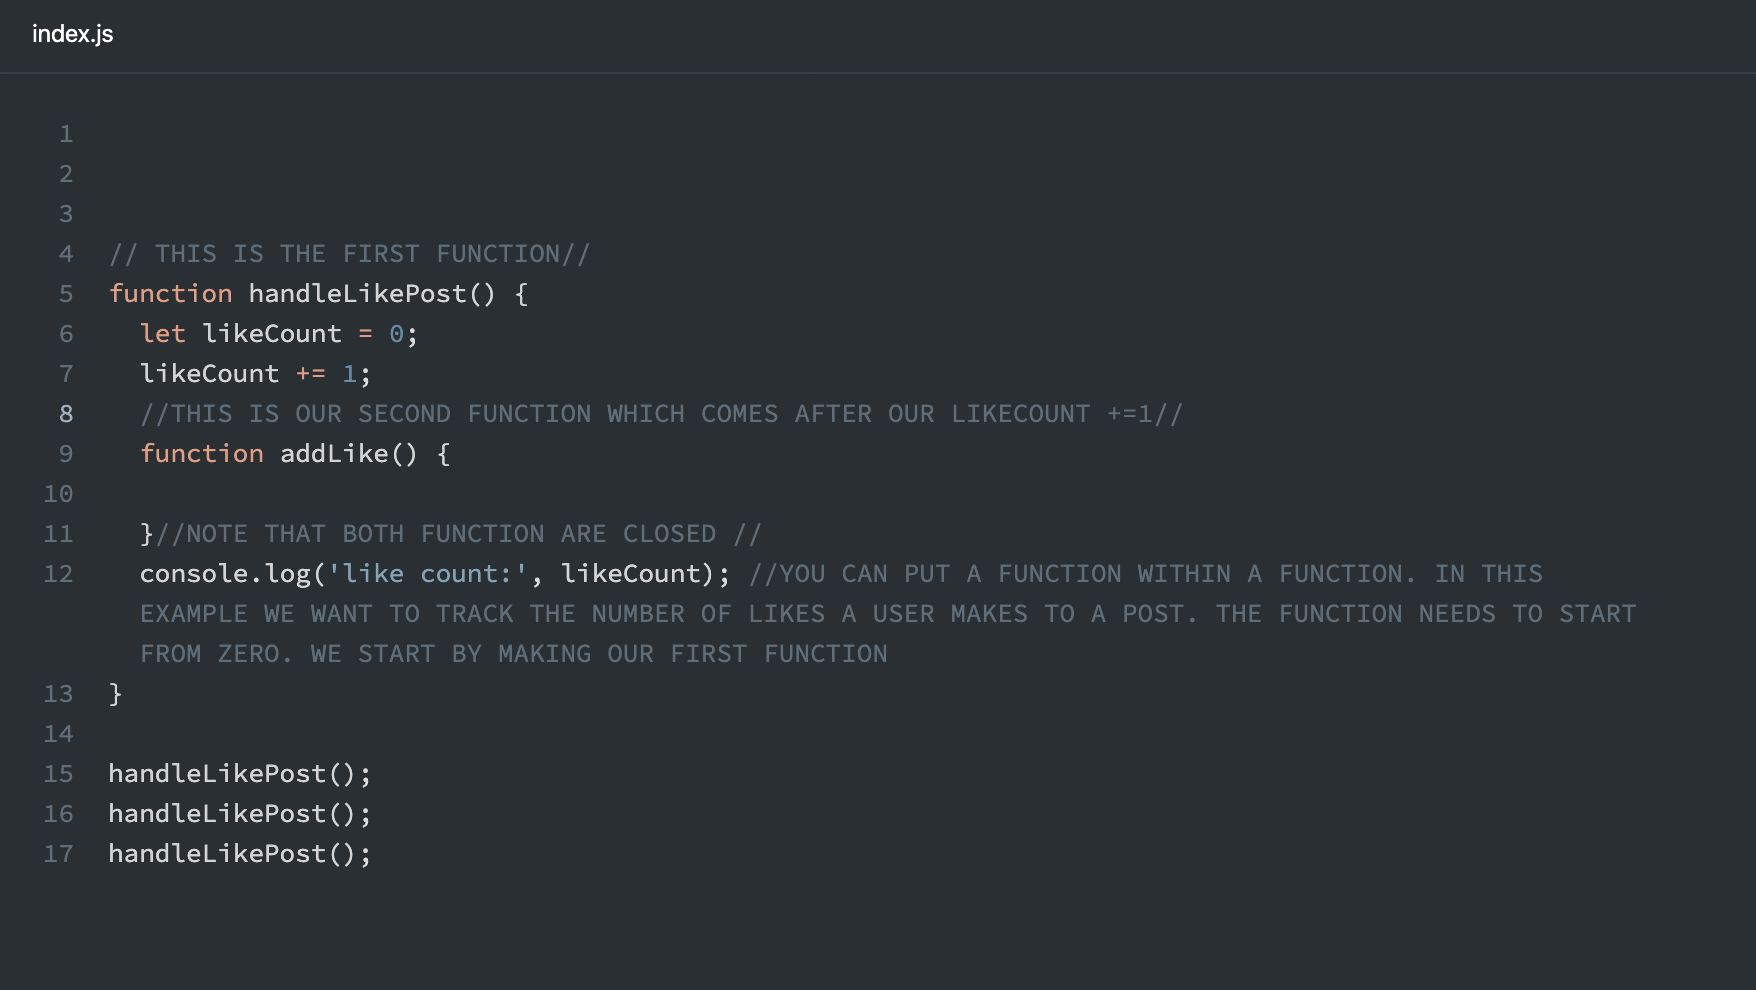 index.js
1
2
3
4 // THIS IS THE FIRST FUNCTION//
5 function handleLikePost() {
6 let likeCount = 0;
7 likeCount += 1;
8 //THIS IS OUR SECOND FUNCTION WHICH COMES AFTER OUR LIKECOUNT +=1//
9 function addLike() {
10
11 }//NOTE THAT BOTH FUNCTION ARE CLOSED //
12 console.log('like count:', likeCount); //YOU CAN PUT A FUNCTION WITHIN A FUNCTION. IN THIS
EXAMPLE WE WANT TO TRACK THE NUMBER OF LIKES A USER MAKES TO A POST. THE FUNCTION NEEDS TO START
FROM ZERO. WE START BY MAKING OUR FIRST FUNCTION
13 }
14
15 handleLikePost();
16 handleLikePost();
17 handleLikePost();